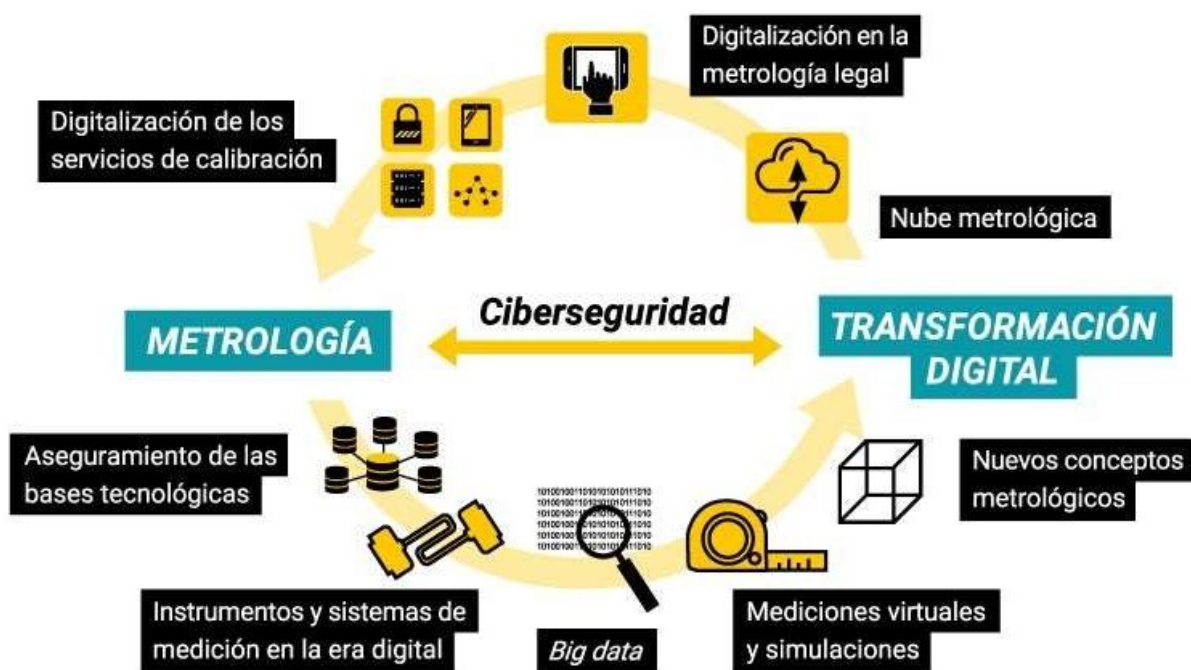 Digitalización en la
metrología legal
Digitalización de los
servicios de calibración
Nube metrológica
Ciberseguridad
METROLOGÍA
TRANSFORMACIÓN
DIGITAL
Aseguramiento de las
bases tecnológicas
Nuevos conceptos
metrológicos
Instrumentos y sistemas de
medición en la era digital
Big data
Mediciones virtuales
y simulaciones